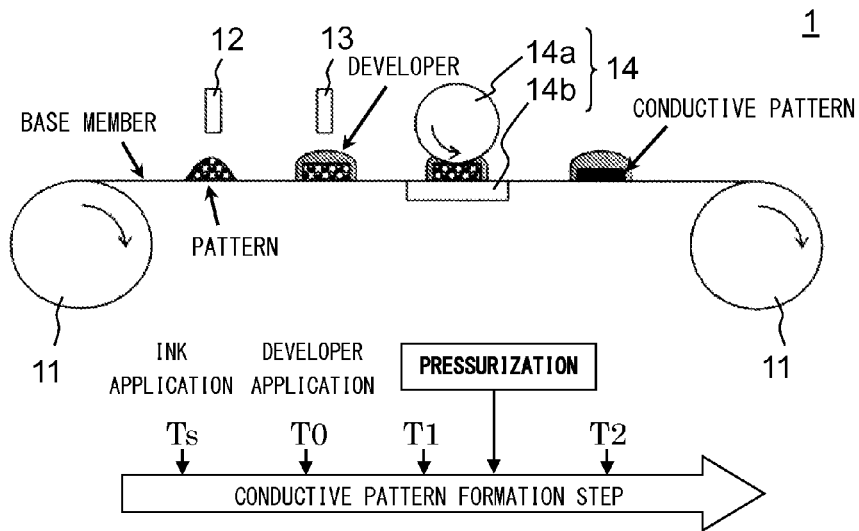 1
12
13
14a
14
14b
DEVELOPER
CONDUCTIVE PATTERN
BASE MEMBER
PATTERN
11
11
INK
APPLICATION
DEVELOPER
APPLICATION
PRESSURIZATION
Ts
T0
T1
T2
CONDUCTIVE PATTERN FORMATION STEP